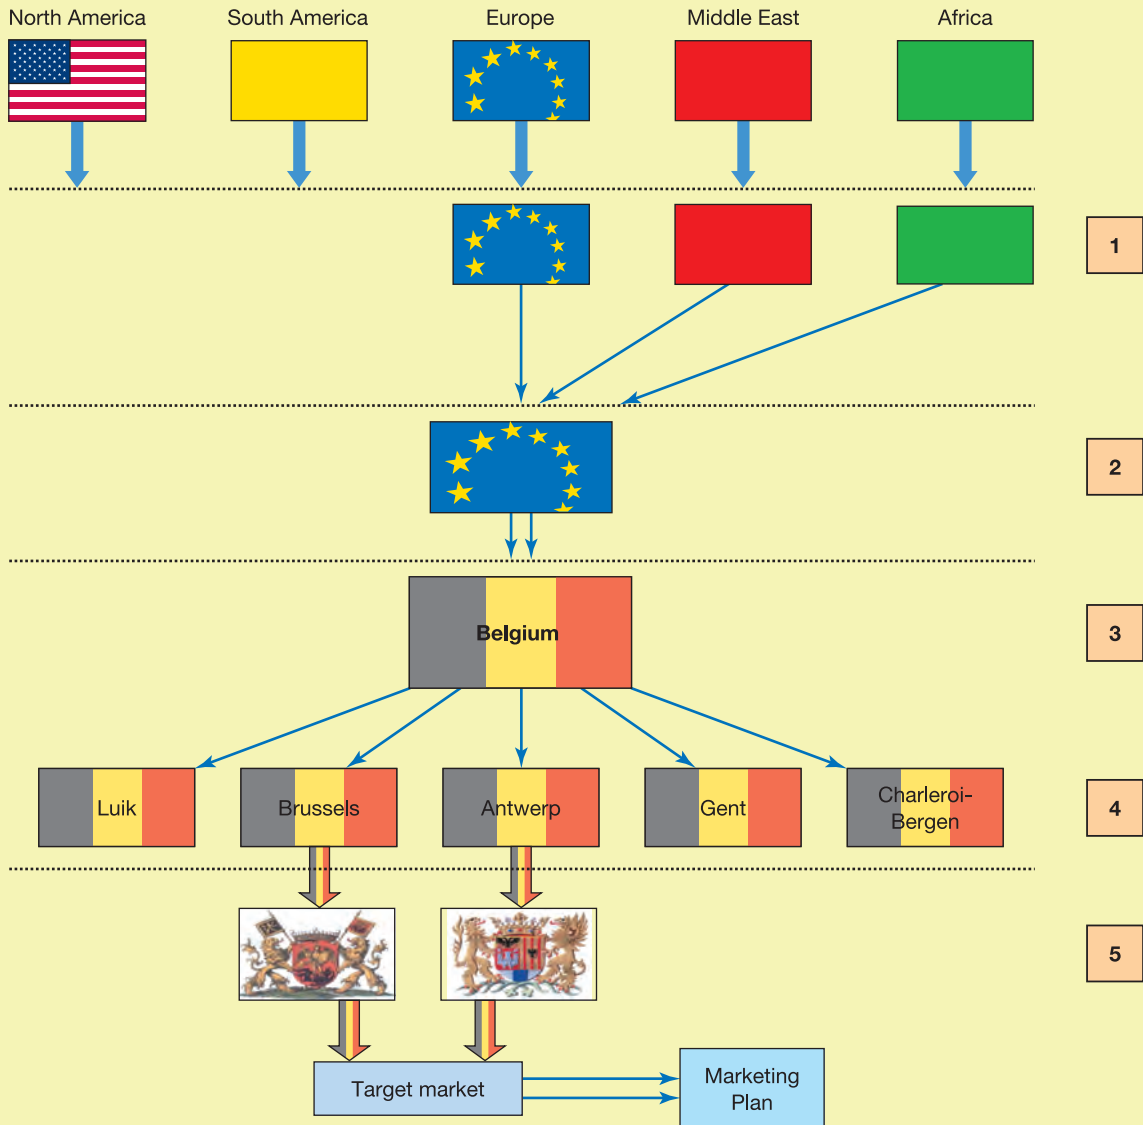 North America
South America
Europe
Middle East
Africa
1
2
Belgium
3
Luik
Brussels
Antwerp
Gent
Charleroi-
Bergen
4
5
Target market
Marketing
Plan